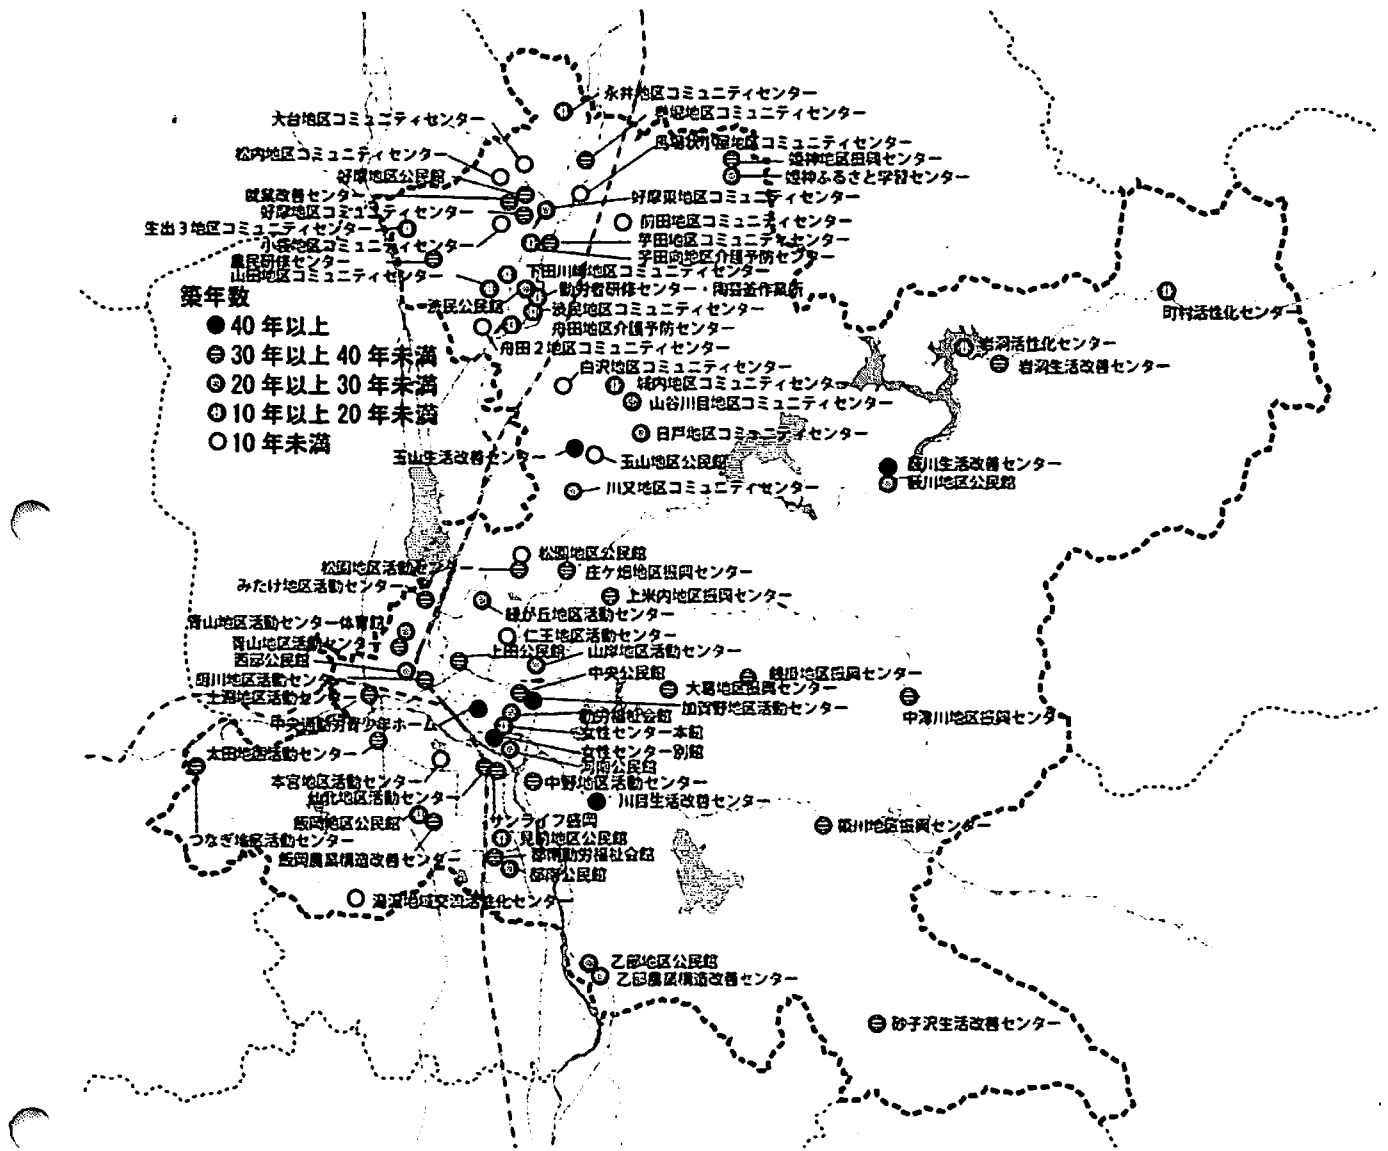 永井地区コミュニティセンター
大台地区コミュニティセンター
巻堀地区コミュニティセンター
松内地区コミュニティセンター
姫神地区振興センター
好摩地区公民館
姫神ふるさと学習センター
就業改善センター
好摩東地区コミュニティセンター
好摩地区コミュニティセンター
前田地区コミュニティセンター
生出3地区コミュニティセンター
芋田地区コミュニティセンター
小袋地区コミュニティセンター
芋田向地区介護予防センター
農民研修センター
山田地区コミュニティセンター
下田川崎地区コミュニティセンター
勤労者研修センター・陶芸釜作業所
築年数
渋民公民館
渋民地区コミュニティセンター
町村活性化センター
40年以上
舟田地区介護予防センター
30年以上40年未満
舟田2地区コミュニティセンター
岩洞活性化センター
岩洞生活改善センター
20年以上30年未満
白沢地区コミュニティセンター
城内地区コミュニティセンター
10年以上20年未満
山谷川目地区コミュニティセンター
10年未満
日戸地区コミュニティセンター
玉山生活改善センター
玉山地区公民館
薮川生活改善センター
薮川地区公民館
川又地区コミュニティセンター
松園地区公民館
松園地区活動センター
庄ケ畑地区振興センター
みたけ地区活動センター
上米内地区振興センター
緑が丘地区活動センター
青山地区活動センター体育館
仁王地区活動センター
青山地区活動センター
上田公民館
山岸地区活動センター
西部公民館
中央公民館
銭掛地区振興センター
厨川地区活動センター
大葛地区振興センター
土淵地区活動センター
加賀野地区活動センター
中津川地区振興センター
中央通勤労青少年ホーム
勤労福祉会館
女性センター本館
太田地区活動センター
女性センター別館
河南公民館
本宮地区活動センター
中野地区活動センター
仙北地区活動センター
川目生活改善センター
飯岡地区公民館
サンライフ盛岡
簗川地区振興センター
つなぎ地区活動センター
見前地区公民館
飯岡農業構造改善センター
都南勤労福祉会館
都南公民館
湯沢地域交流活性化センター
乙部地区公民館
乙部農業構造改善センター
砂子沢生活改善センター